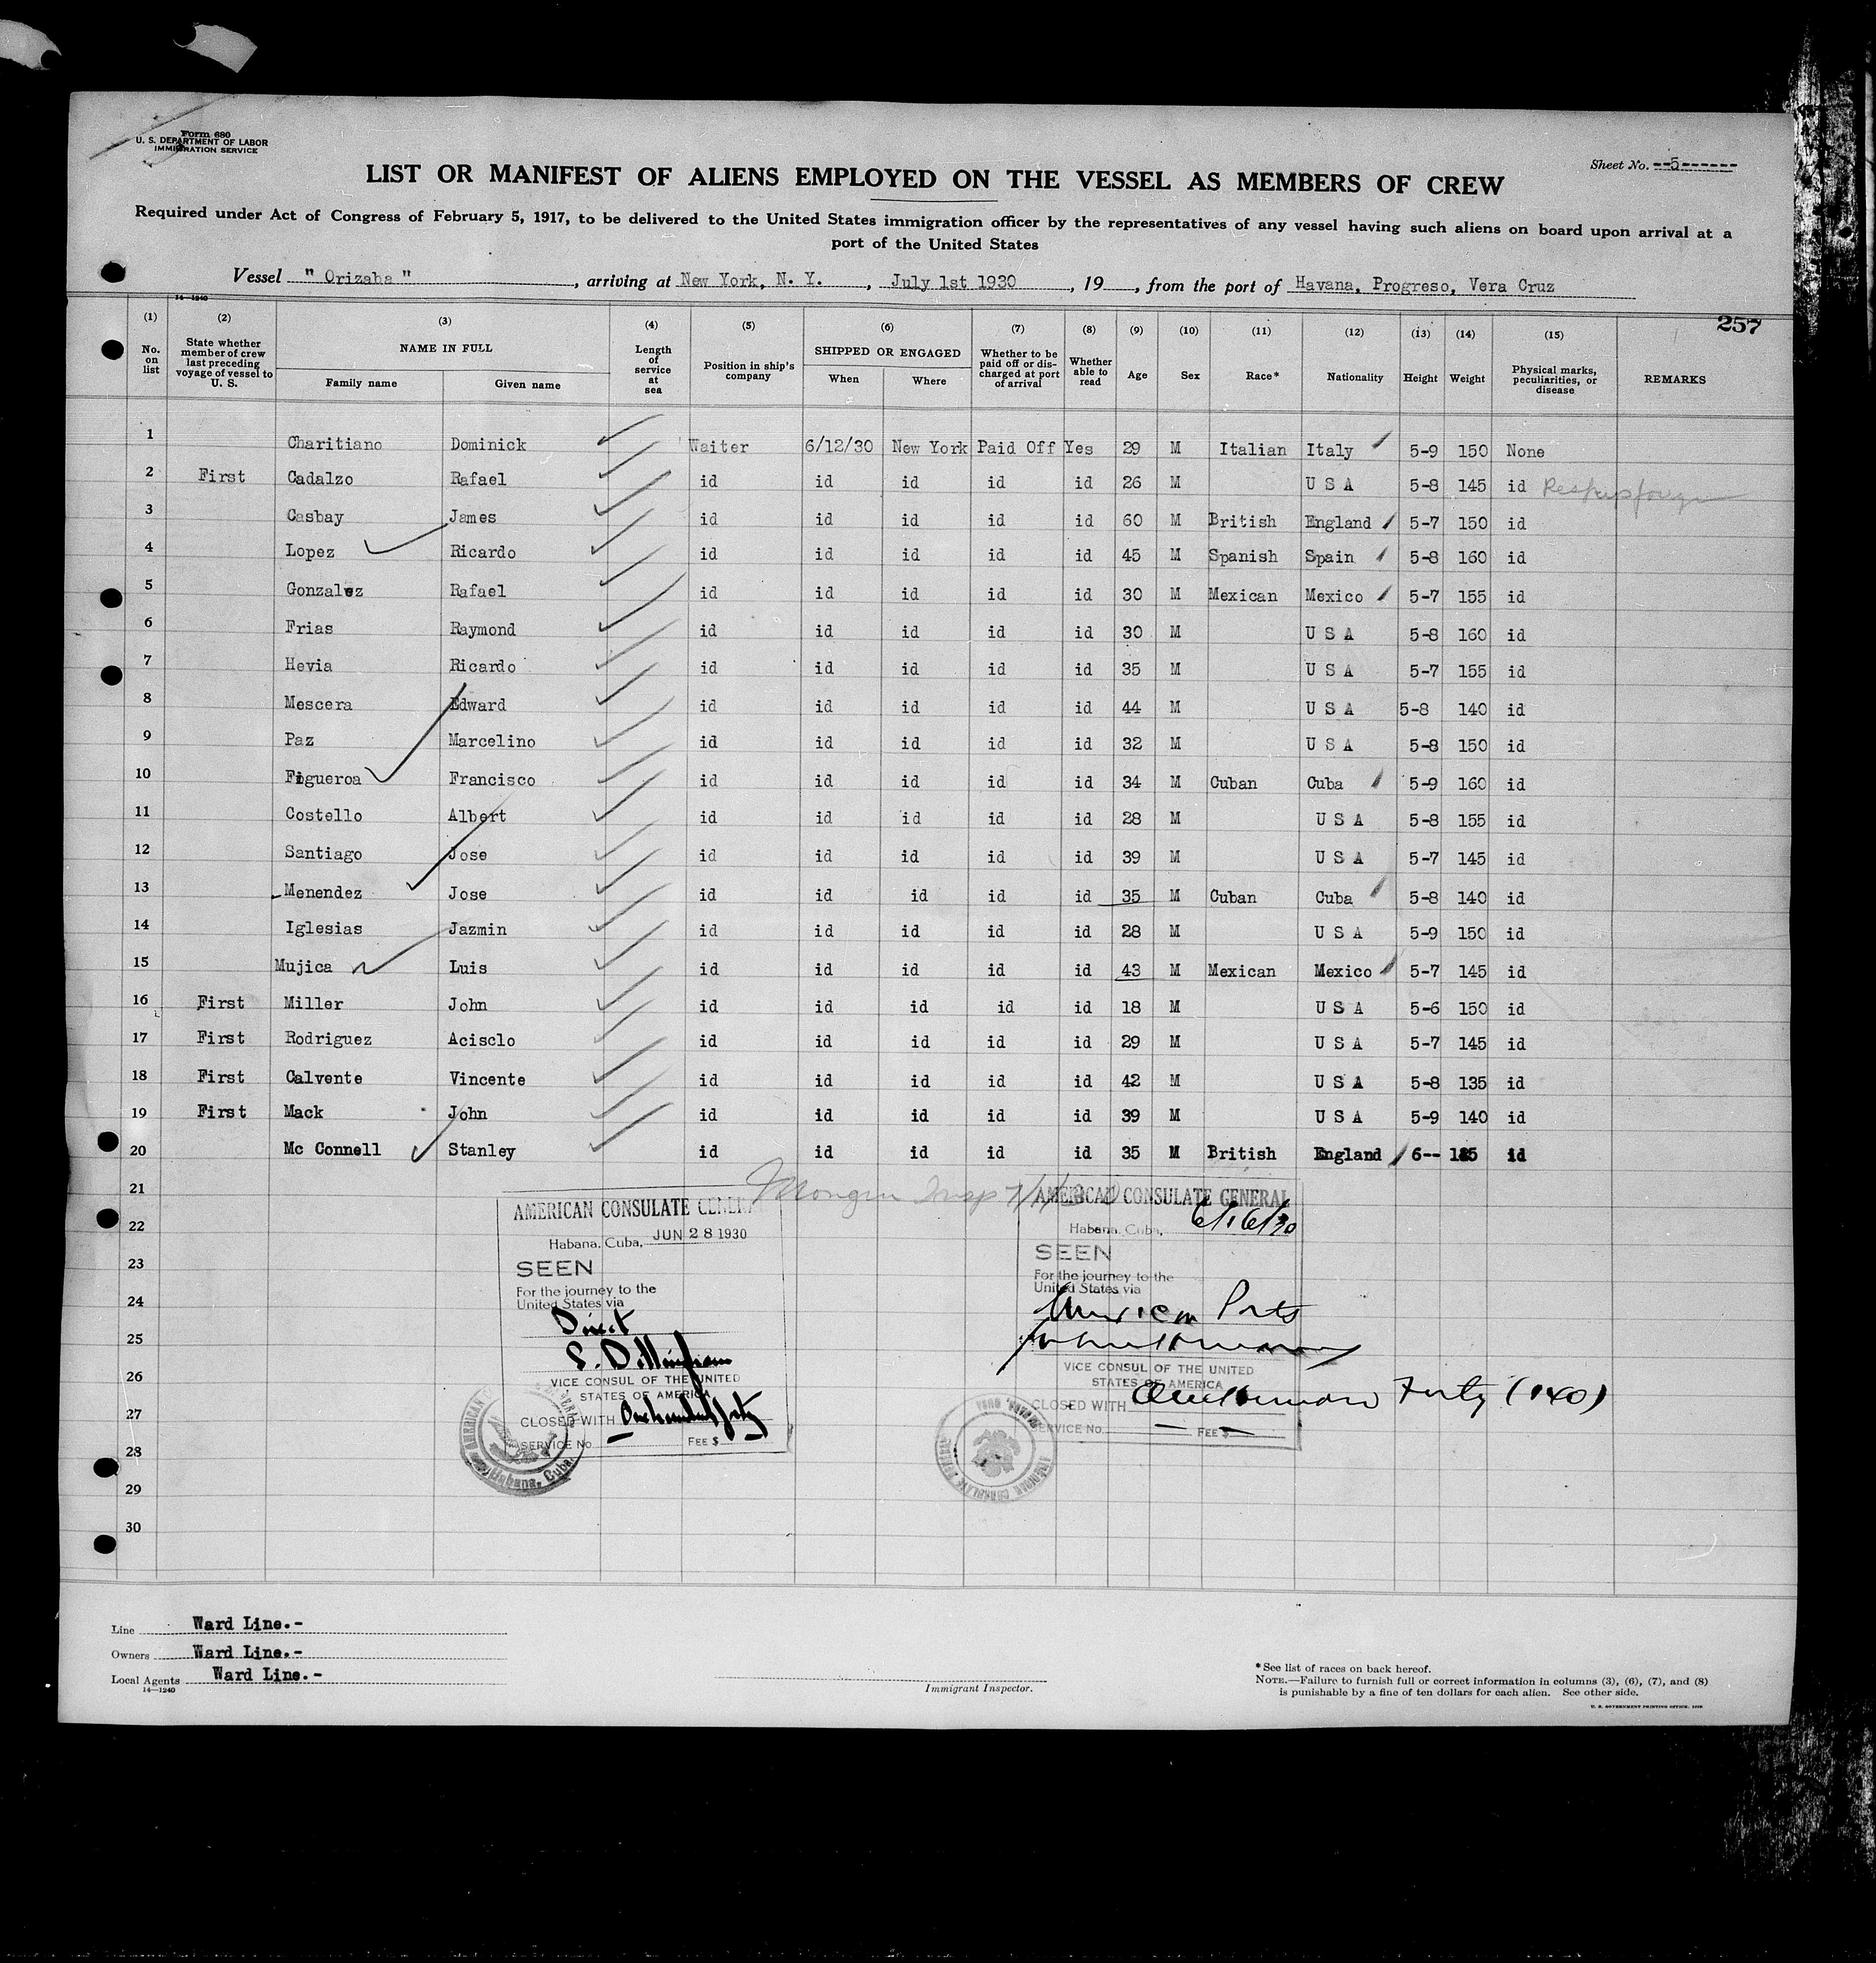 Form 680
U. S. DEPARTMENT OF LABOR
IMMIGRATION SERVICE
Sheet No. --5------
LIST OR MANIFEST OF ALIENS EMPLOYED ON THE VESSEL AS MEMBERS OF CREW
Required under Act of Congress of February 5, 1917, to be delivered to the United States immigration officer by the representatives of any vessel having such aliens on board upon arrival at a
port of the United States
Vessel " Orizaba ", arriving at New York, N. Y., July 1st 1930, 19, from the port of Havana, Progreso, Vera Cruz
14—1240
257
(1) (2) (3) (4) (5) (6) (7) (8) (9) (10) (11) (12) (13) (14) (15)
No. on list State whether member of crew last preceding voyage of vessel to U. S. NAME IN FULL Family name Given name Length of service at sea Position in ship's company SHIPPED OR ENGAGED When Where Whether to be paid off or discharged at port of arrival Whether able to read Age Sex Race* Nationality Height Weight Physical marks, peculiarities, or disease REMARKS
1 Charitiano Dominick Waiter 6/12/30 New York Paid Off Yes 29 M Italian Italy 5-9 150 None
2 First Cadalzo Rafael id id id id id 26 M U S A 5-8 145 id
3 Casbay James id id id id id 60 M British England 5-7 150 id
4 Lopez Ricardo id id id id id 45 M Spanish Spain 5-8 160 id
5 Gonzalez Rafael id id id id id 30 M Mexican Mexico 5-7 155 id
6 Frias Raymond id id id id id 30 M U S A 5-8 160 id
7 Hevia Ricardo id id id id id 35 M U S A 5-7 155 id
8 Mescera Edward id id id id id 44 M U S A 5-8 140 id
9 Paz Marcelino id id id id id 32 M U S A 5-8 150 id
10 Figueroa Francisco id id id id id 34 M Cuban Cuba 5-9 160 id
11 Costello Albert id id id id id 28 M U S A 5-8 155 id
12 Santiago Jose id id id id id 39 M U S A 5-7 145 id
13 Menendez Jose id id id id id 35 M Cuban Cuba 5-8 140 id
14 Iglesias Jazmin id id id id id 28 M U S A 5-9 150 id
15 Mujica Luis id id id id id 43 M Mexican Mexico 5-7 145 id
16 First Miller John id id id id id 18 M U S A 5-6 150 id
17 First Rodriguez Acisclo id id id id id 29 M U S A 5-7 145 id
18 First Calvente Vincente id id id id id 42 M U S A 5-8 135 id
19 First Mack John id id id id id 39 M U S A 5-9 140 id
20 Mc Connell Stanley id id id id id 35 M British England 6-- id
21
22
23
24
25
26
27
28
29
30
AMERICAN CONSULATE GENERAL
Habana, Cuba, JUN 28 1930
SEEN
For the journey to the
United States via
Direct
VICE CONSUL OF THE UNITED
STATES OF AMERICA
CLOSED WITH One hundred forty
SERVICE No. FEE $
AMERICAN CONSULATE GENERAL
Habana, Cuba, 6/16/30
SEEN
For the journey to the
United States via
American Ports
VICE CONSUL OF THE UNITED
STATES OF AMERICA
CLOSED WITH One Hundred Forty (140)
SERVICE No. FEE $
Habana, Cuba
Line Ward Line.-
Owners Ward Line.-
Local Agents Ward Line.-
14—1240
Immigrant Inspector.
* See list of races on back hereof.
NOTE.—Failure to furnish full or correct information in columns (3), (6), (7), and (8)
is punishable by a fine of ten dollars for each alien. See other side.